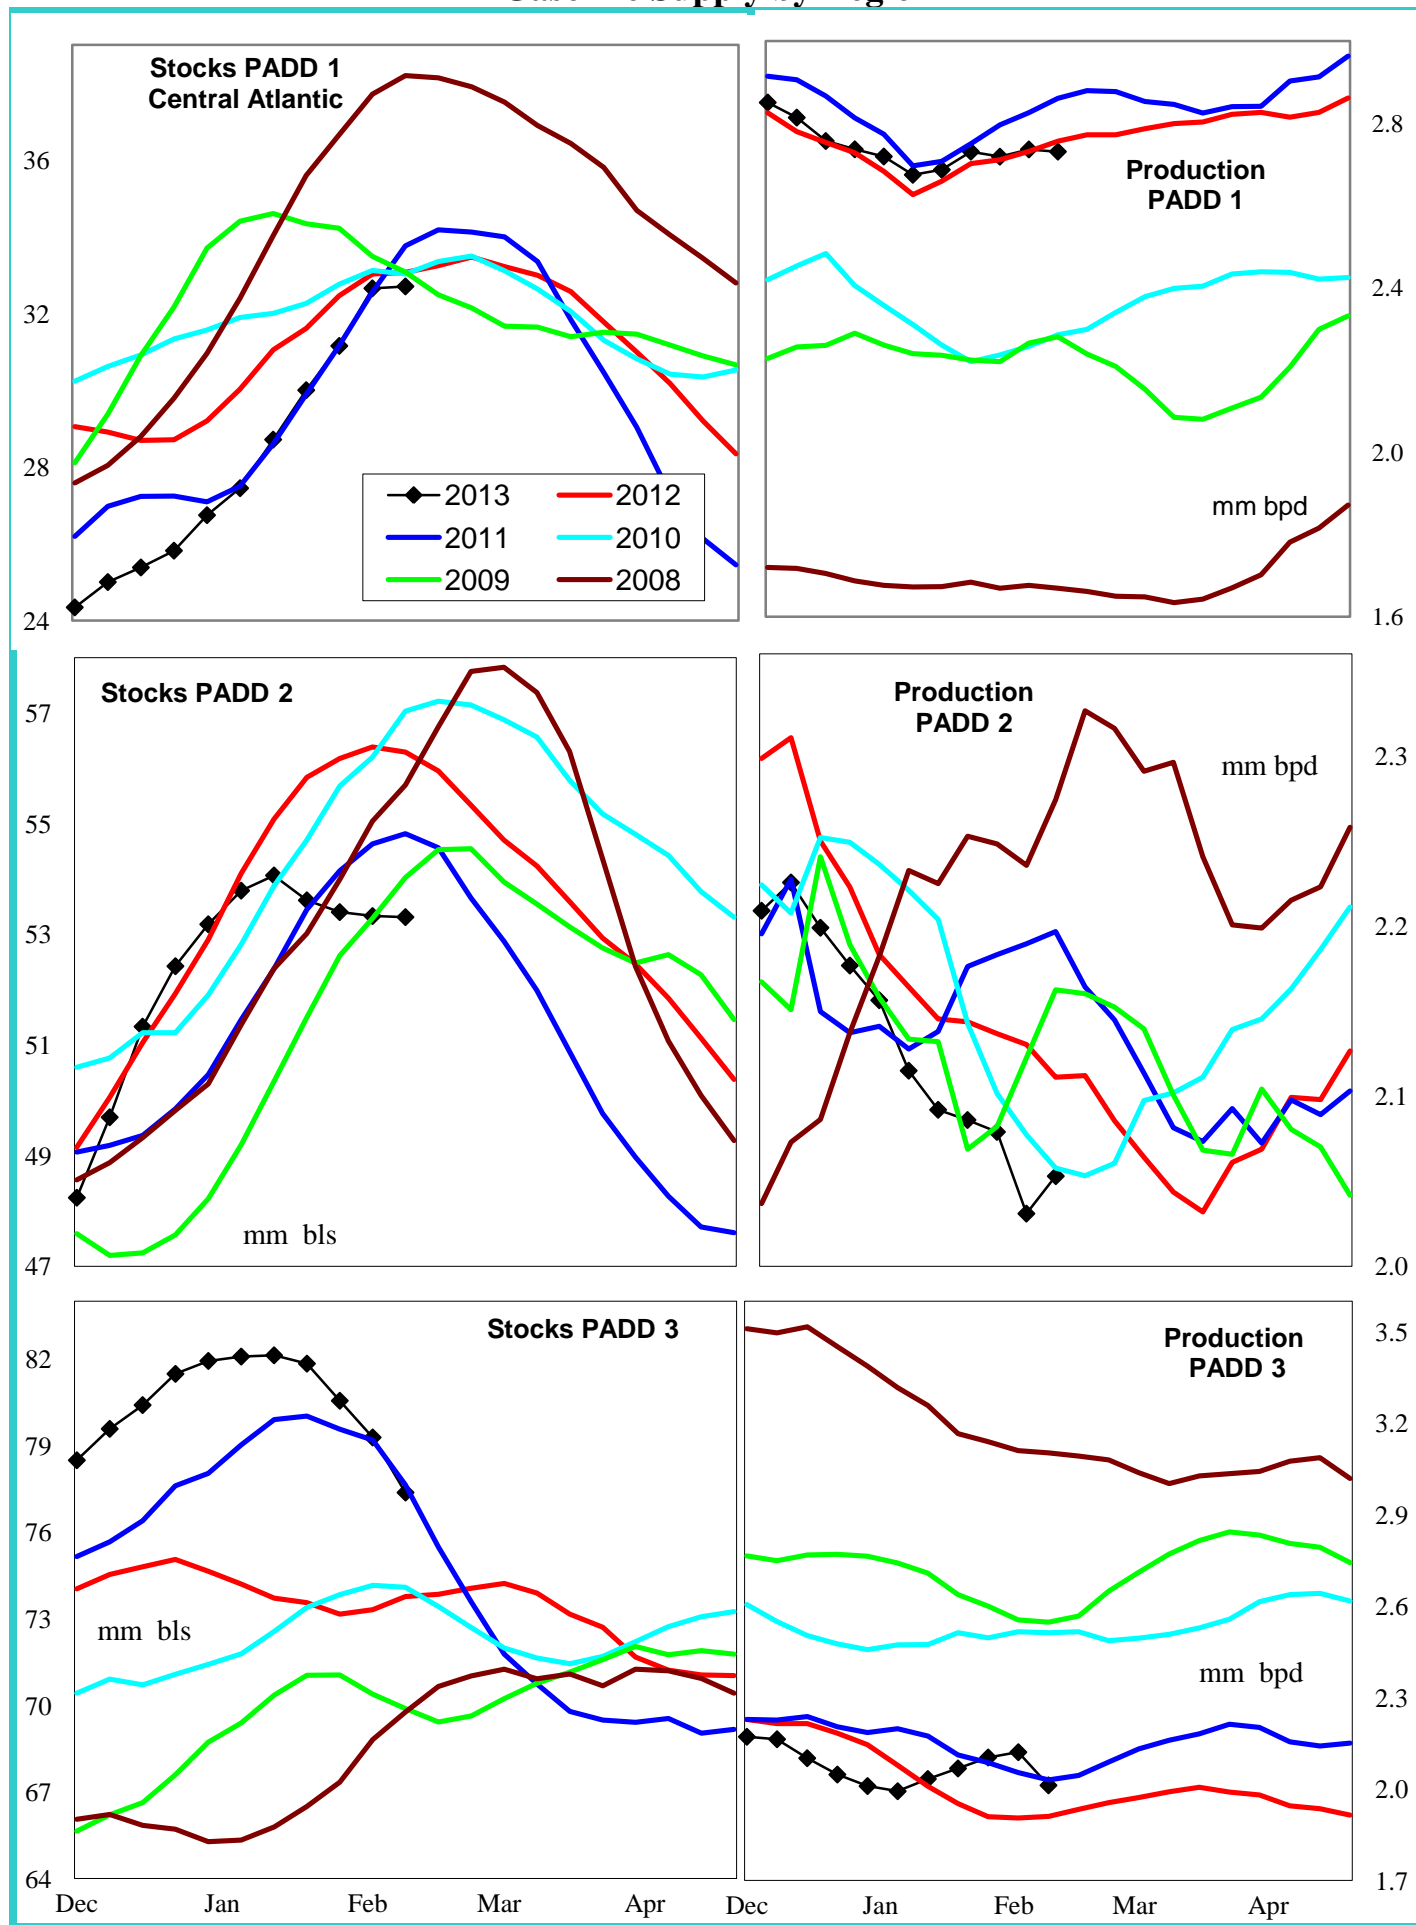 Stocks PADD 1
Central Atlantic
36
32
28
24
2013
2012
2011
2010
2009
2008
Production
PADD 1
mm bpd
2.8
2.4
2.0
1.6
Stocks PADD 2
mm bls
57
55
53
51
49
47
Production
PADD 2
mm bpd
2.3
2.2
2.1
2.0
Stocks PADD 3
mm bls
82
79
76
73
70
67
64
Dec Jan Feb Mar Apr
Production
PADD 3
mm bpd
3.5
3.2
2.9
2.6
2.3
2.0
1.7
Dec Jan Feb Mar Apr